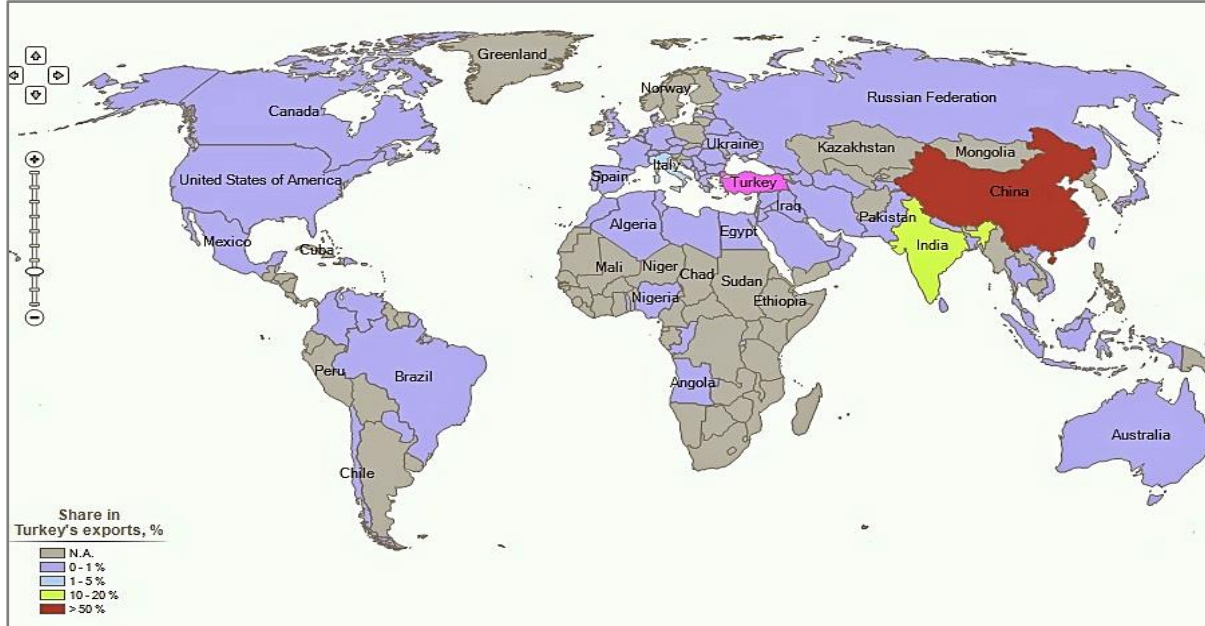 Greenland
Norway
Canada
Russian Federation
Ukraine
Kazakhstan
Mongolia
Italy
United States of America
Spain
Turkey
China
Iraq
Pakistan
Algeria
Egypt
Mexico
Cuba
India
Mali
Niger
Chad
Sudan
Nigeria
Ethiopia
Peru
Brazil
Angola
Australia
Chile
Share in
Turkey's exports, %
N.A.
0 - 1 %
1 - 5 %
10 - 20 %
> 50 %